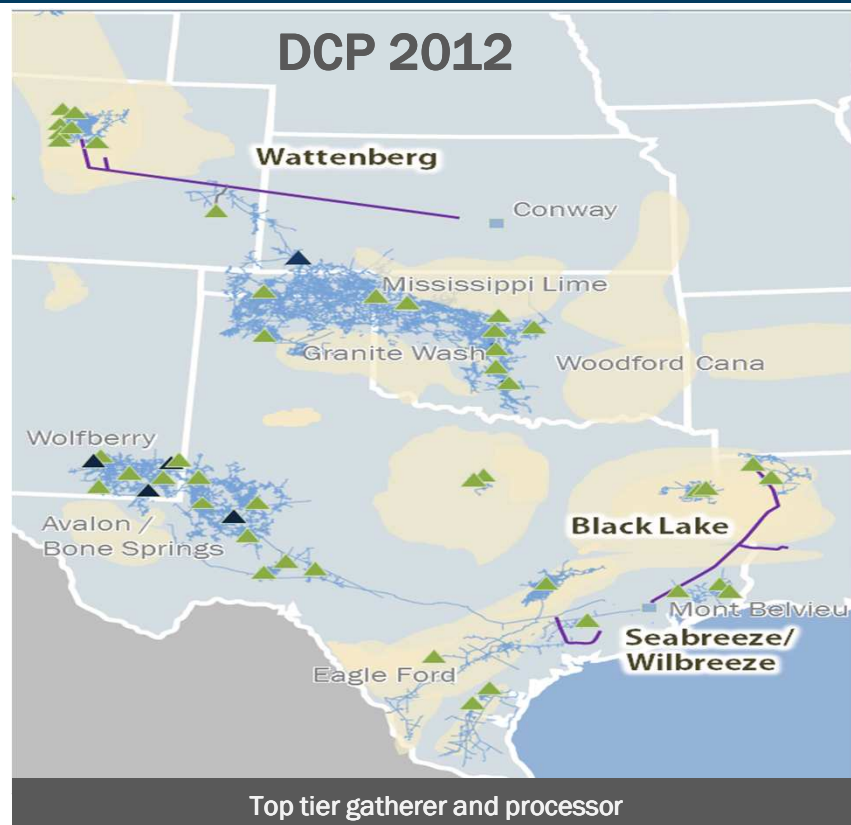 DCP 2012
Wattenberg
Conway
Mississippi Lime
Granite Wash
Woodford Cana
Wolfberry
Avalon /
Bone Springs
Black Lake
Mont Belvieu
Seabreeze/
Wilbreeze
Eagle Ford
Top tier gatherer and processor